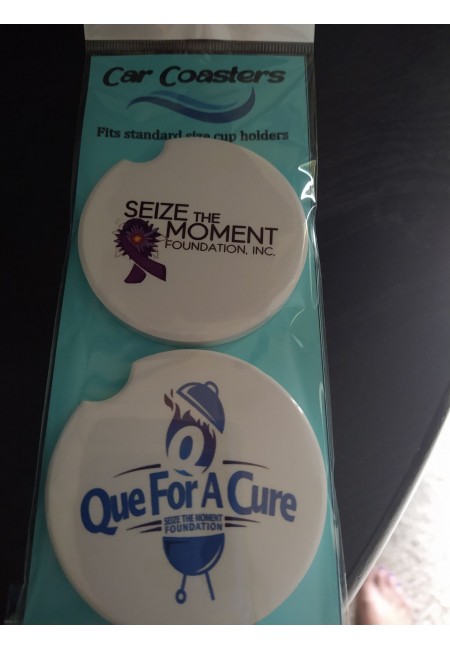 Car Coasters
Fits standard size cup holders
SEIZE THE
MOMENT
FOUNDATION, INC.
Que For A Cure
SEIZE THE MOMENT
FOUNDATION